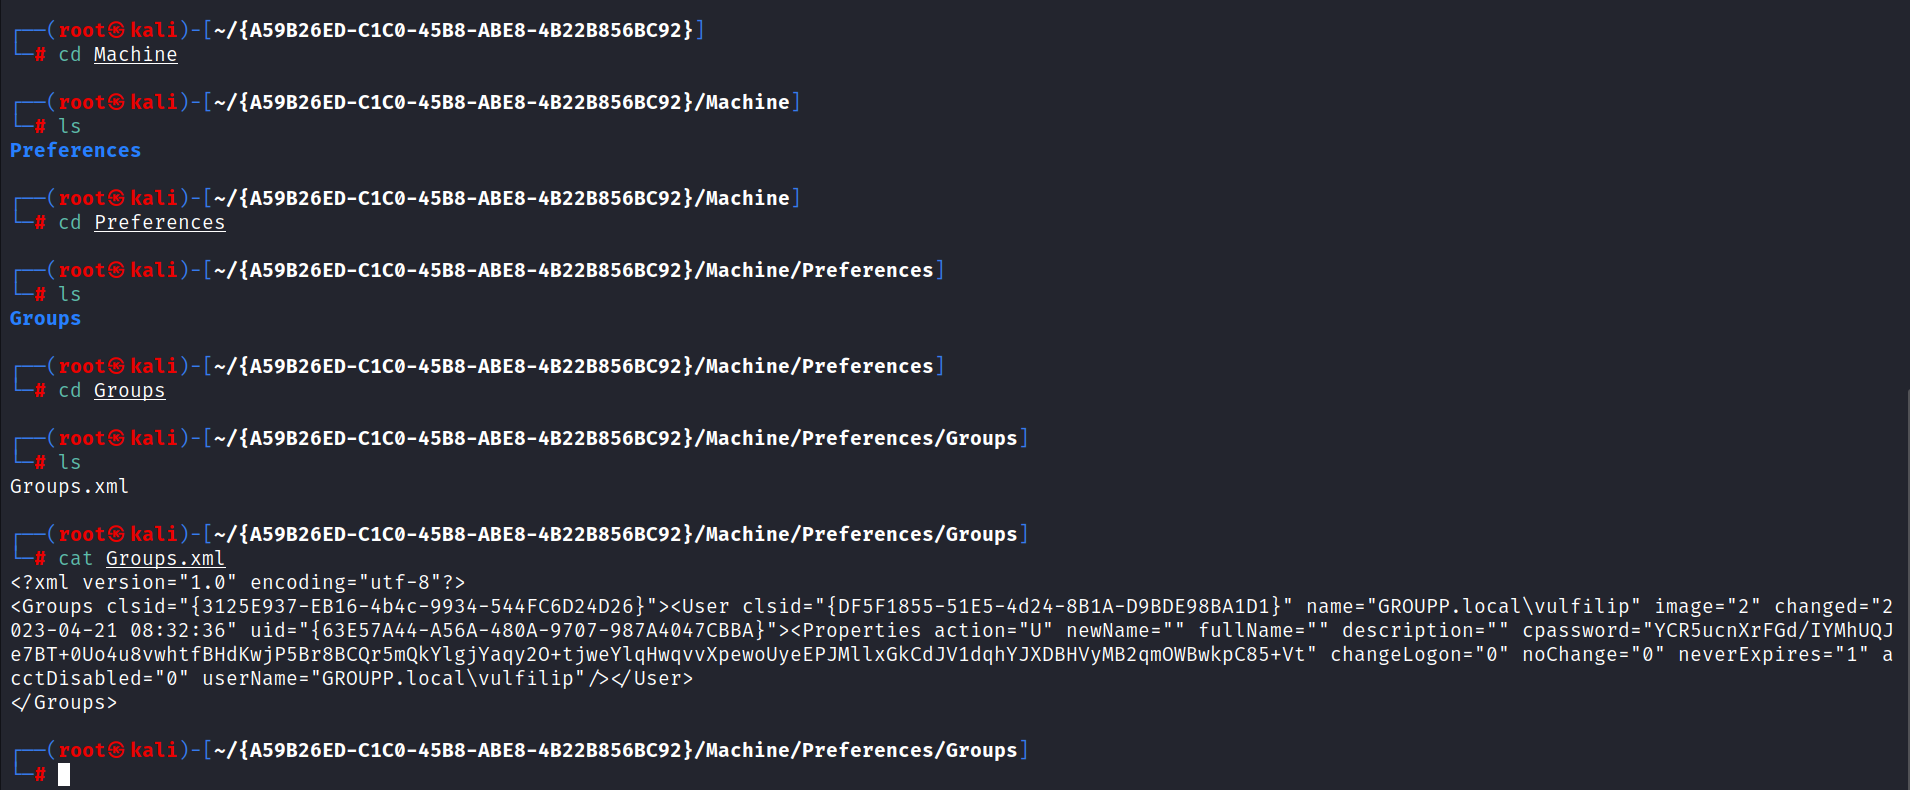 ┌──(root㉿kali)-[~/{A59B26ED-C1C0-45B8-ABE8-4B22B856BC92}]
└─# cd Machine
┌──(root㉿kali)-[~/{A59B26ED-C1C0-45B8-ABE8-4B22B856BC92}/Machine]
└─# ls
Preferences
┌──(root㉿kali)-[~/{A59B26ED-C1C0-45B8-ABE8-4B22B856BC92}/Machine]
└─# cd Preferences
┌──(root㉿kali)-[~/{A59B26ED-C1C0-45B8-ABE8-4B22B856BC92}/Machine/Preferences]
└─# ls
Groups
┌──(root㉿kali)-[~/{A59B26ED-C1C0-45B8-ABE8-4B22B856BC92}/Machine/Preferences]
└─# cd Groups
┌──(root㉿kali)-[~/{A59B26ED-C1C0-45B8-ABE8-4B22B856BC92}/Machine/Preferences/Groups]
└─# ls
Groups.xml
┌──(root㉿kali)-[~/{A59B26ED-C1C0-45B8-ABE8-4B22B856BC92}/Machine/Preferences/Groups]
└─# cat Groups.xml
<?xml version="1.0" encoding="utf-8"?>
<Groups clsid="{3125E937-EB16-4b4c-9934-544FC6D24D26}"><User clsid="{DF5F1855-51E5-4d24-8B1A-D9BDE98BA1D1}" name="GROUPP.local\vulfilip" image="2" changed="2
023-04-21 08:32:36" uid="{63E57A44-A56A-480A-9707-987A4047CBBA}"><Properties action="U" newName="" fullName="" description="" cpassword="YCR5ucnXrFGd/IYMhUQJ
e7BT+0Uo4u8vwhtfBHdKwjP5Br8BCQr5mQkYlgjYaqy2O+tjweYlqHwqvvXpewoUyeEPJMllxGkCdJV1dqhYJXDBHVyMB2qmOWBwkpC85+Vt" changeLogon="0" noChange="0" neverExpires="1" a
cctDisabled="0" userName="GROUPP.local\vulfilip"/></User>
</Groups>
┌──(root㉿kali)-[~/{A59B26ED-C1C0-45B8-ABE8-4B22B856BC92}/Machine/Preferences/Groups]
└─#